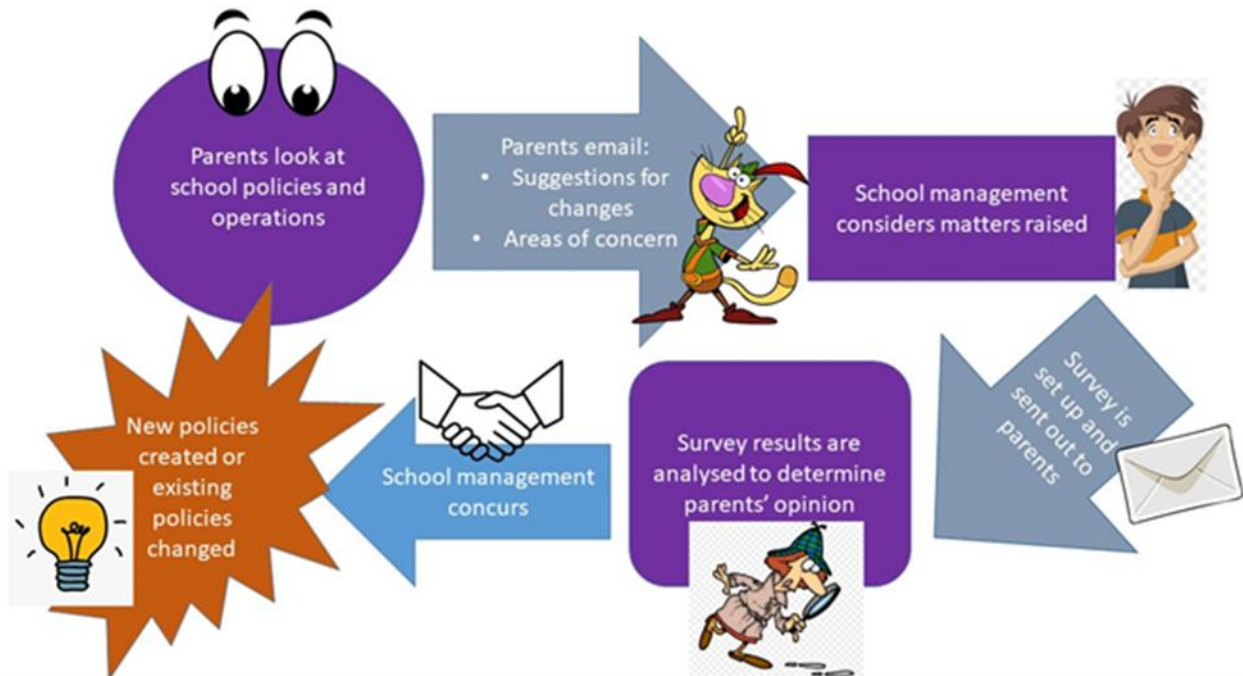 Parents look at
school policies and
operations
Parents email:
• Suggestions for
changes
• Areas of concern
School management
considers matters raised
Survey is
set up and
sent out to
parents
Survey results are
analysed to determine
parents’ opinion
School management
concurs
New policies
created or
existing
policies
changed